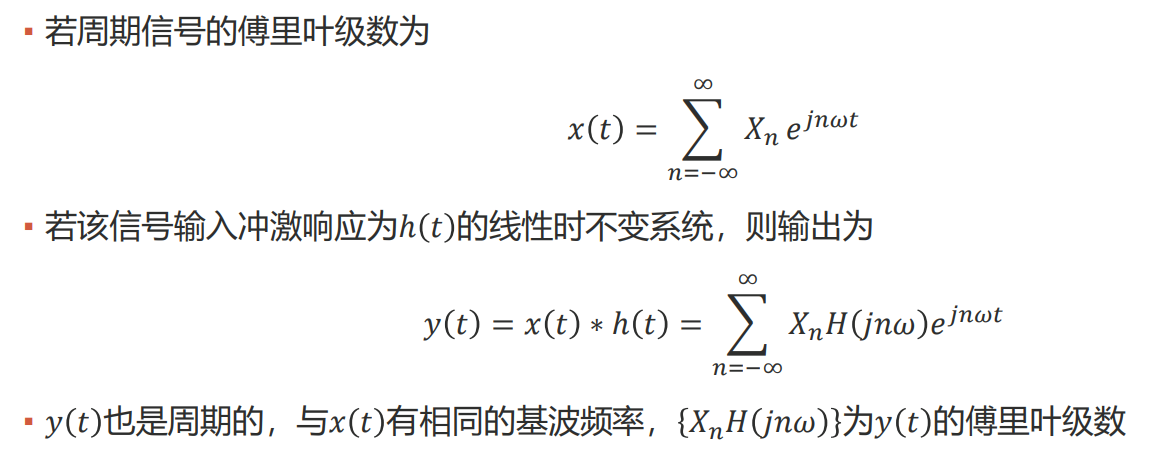 ▪ 若周期信号的傅里叶级数为
x(t) = ∑_{n=−∞}^{∞} X_n e^{jnωt}
▪ 若该信号输入冲激响应为h(t)的线性时不变系统，则输出为
y(t) = x(t) ∗ h(t) = ∑_{n=−∞}^{∞} X_n H(jnω)e^{jnωt}
▪ y(t)也是周期的，与x(t)有相同的基波频率，{X_n H(jnω)}为y(t)的傅里叶级数